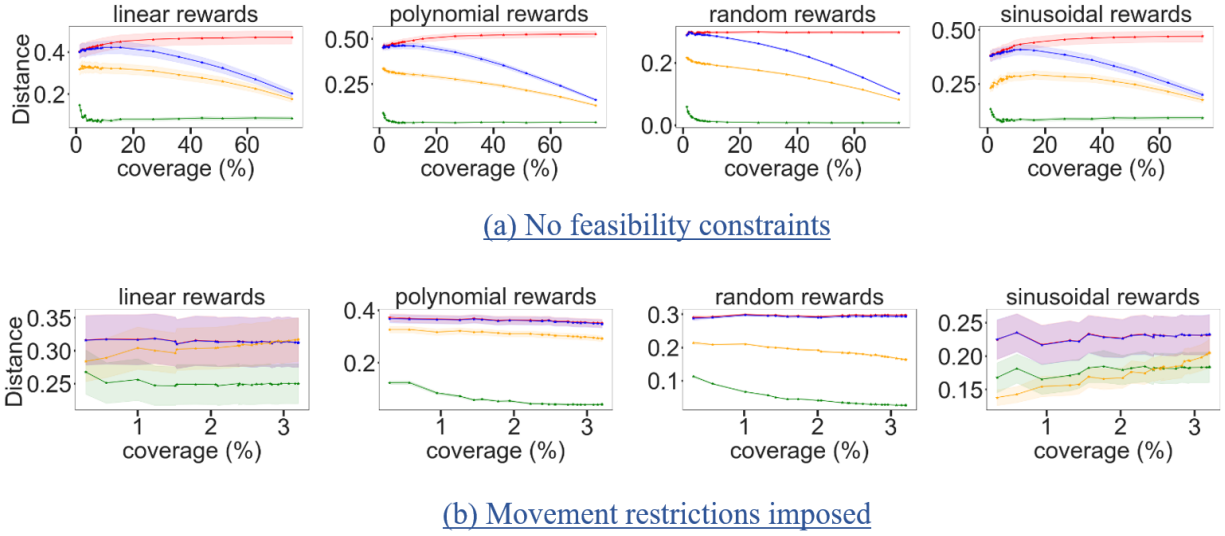 linear rewards
polynomial rewards
random rewards
sinusoidal rewards
Distance
0.4
0.2
0.50
0.25
0.2
0.0
0.50
0.25
0 20 40 60
0 20 40 60
0 20 40 60
0 20 40 60
coverage (%)
coverage (%)
coverage (%)
coverage (%)
(a) No feasibility constraints
linear rewards
polynomial rewards
random rewards
sinusoidal rewards
Distance
0.35
0.30
0.25
0.4
0.2
0.3
0.2
0.1
0.25
0.20
0.15
1 2 3
1 2 3
1 2 3
1 2 3
coverage (%)
coverage (%)
coverage (%)
coverage (%)
(b) Movement restrictions imposed